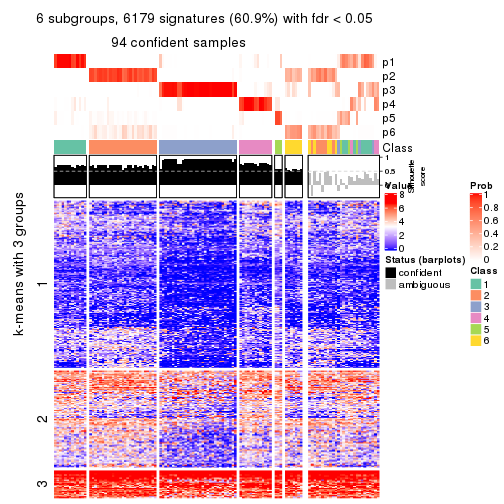 6 subgroups, 6179 signatures (60.9%) with fdr < 0.05
94 confident samples
p1
p2
p3
p4
p5
p6
Class
1
0.5
0
Silhouette
score
k-means with 3 groups
1
2
3
Value
8
6
4
2
0
Status (barplots)
confident
ambiguous
Prob
1
0.8
0.6
0.4
0.2
0
Class
1
2
3
4
5
6